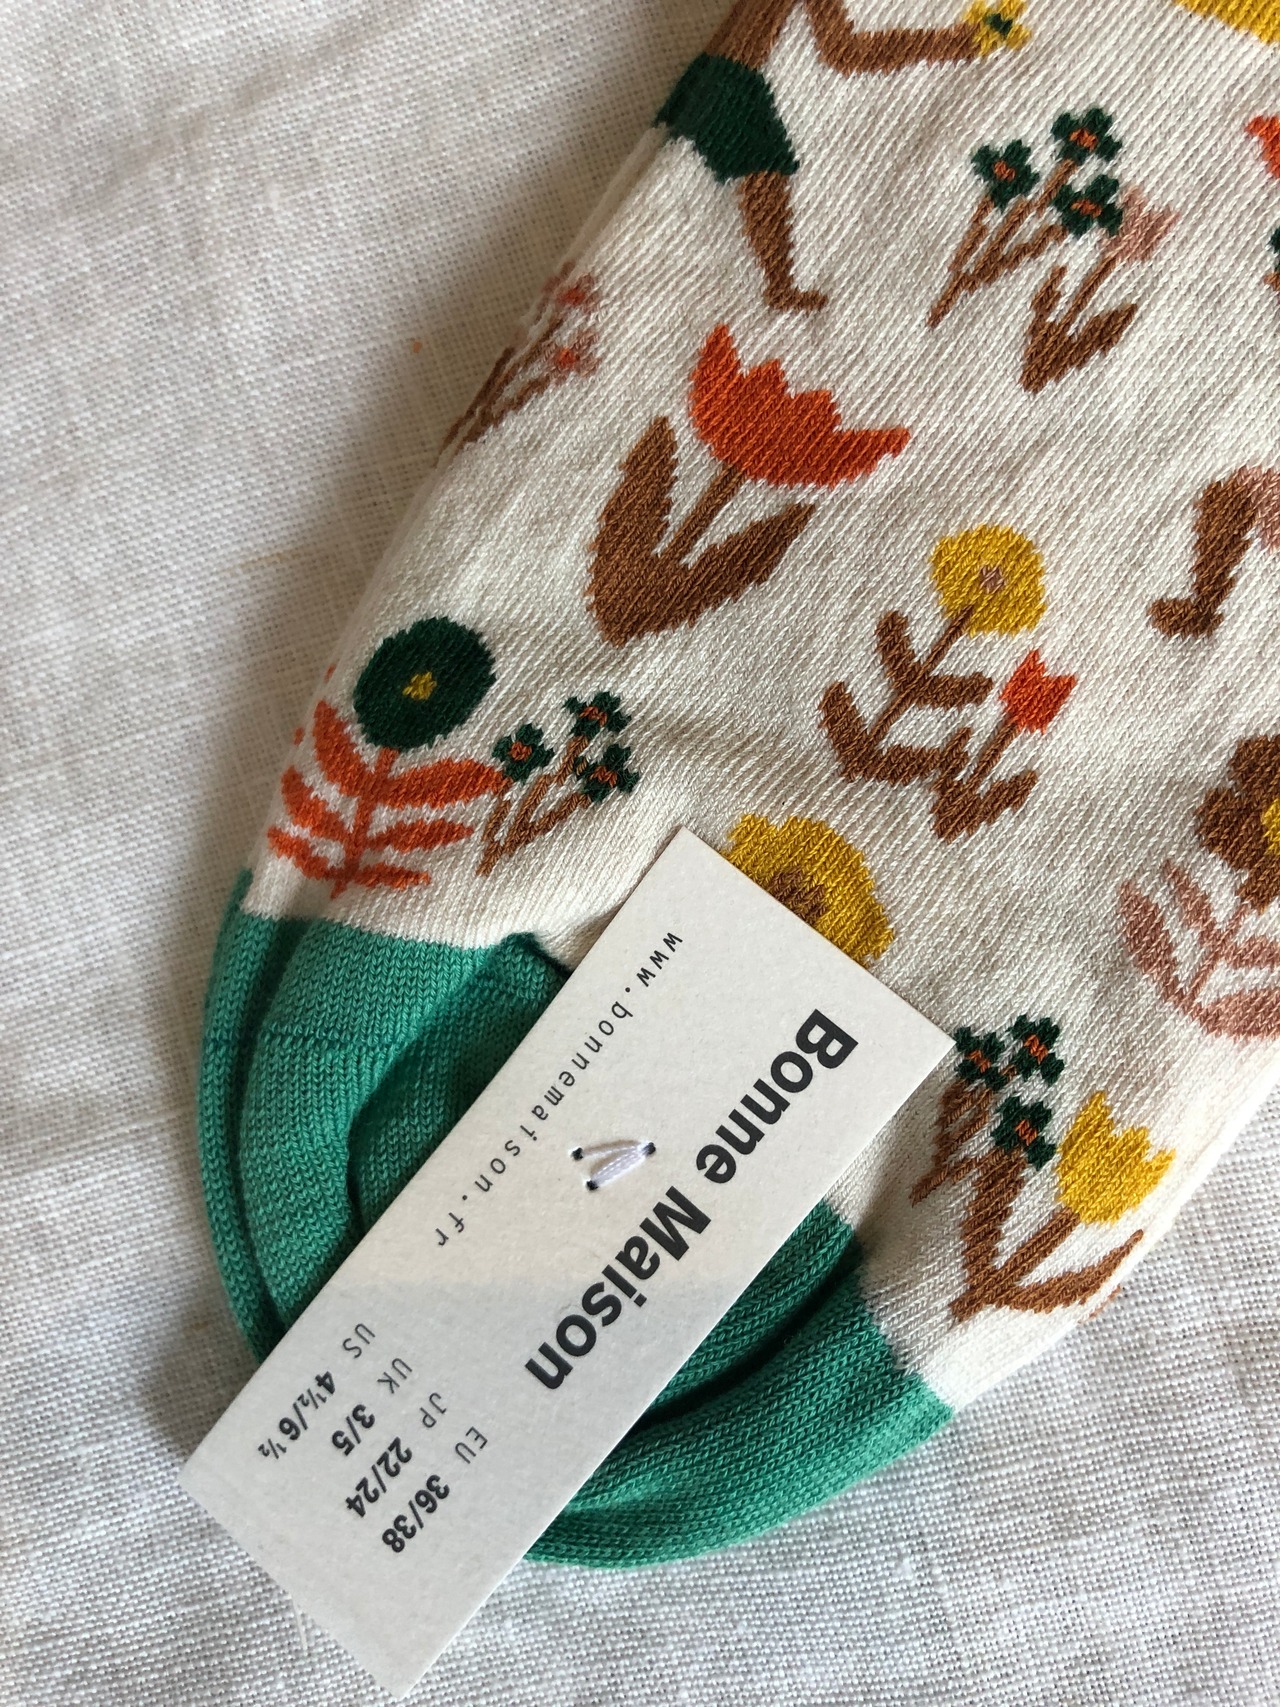 Bonne Maison
www.bonnemaison.fr
EU 36/38
JP 22/24
UK 3/5
US 4½/6½